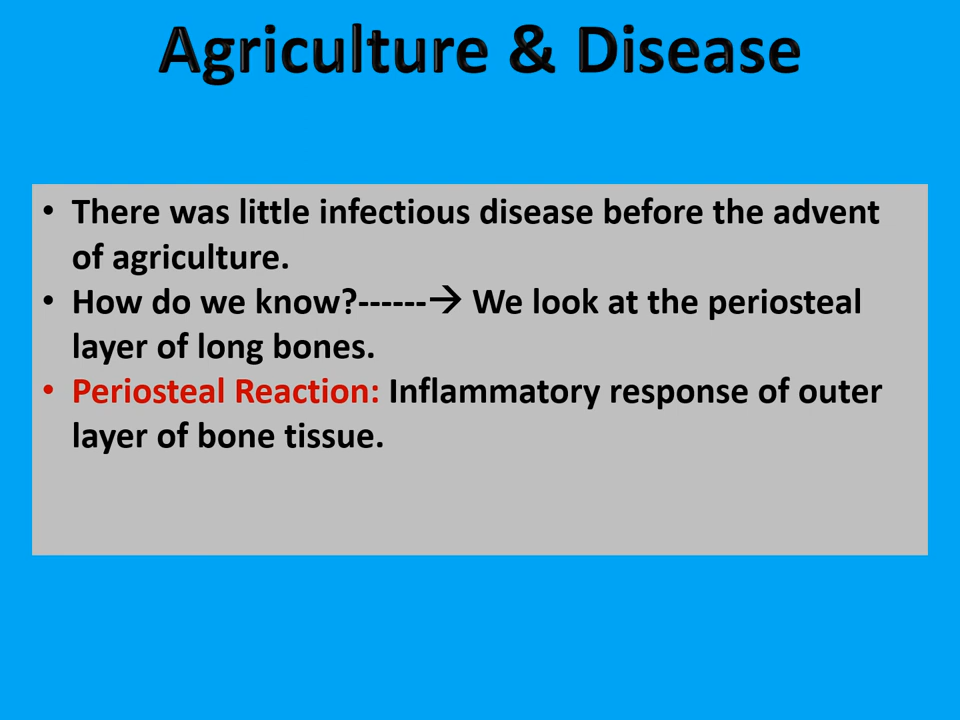 Agriculture & Disease
• There was little infectious disease before the advent
of agriculture.
• How do we know?------→ We look at the periosteal
layer of long bones.
• Periosteal Reaction: Inflammatory response of outer
layer of bone tissue.